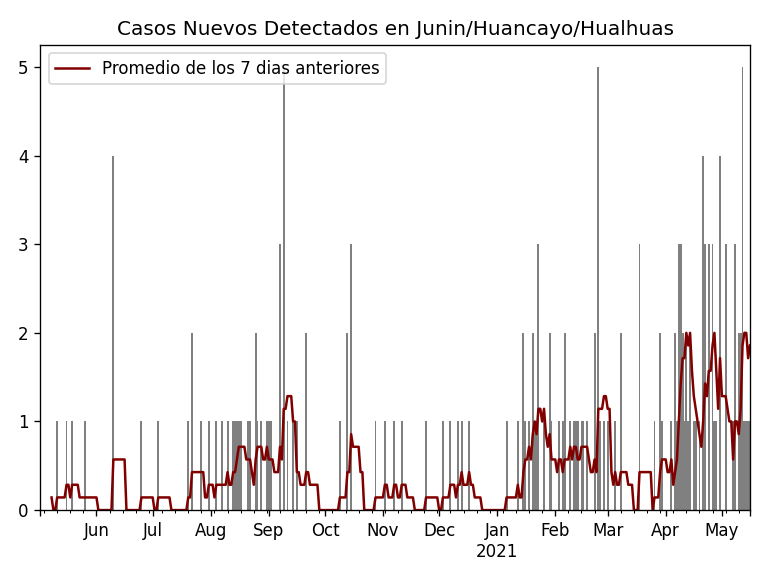 Casos Nuevos Detectados en Junin/Huancayo/Hualhuas
Promedio de los 7 dias anteriores
5
4
3
2
1
0
Jun Jul Aug Sep Oct Nov Dec Jan Feb Mar Apr May
2021